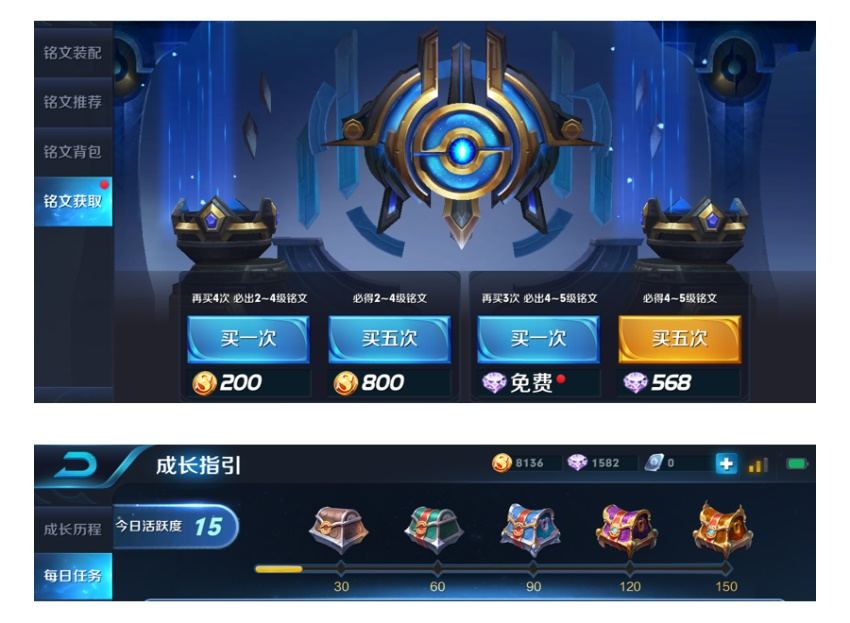 铭文装配
铭文推荐
铭文背包
铭文获取
再买4次 必出2~4级铭文
必得2~4级铭文
再买3次 必出4~5级铭文
必得4~5级铭文
买一次
买五次
买一次
买五次
200
800
免费
568
成长指引
8136
1582
0
成长历程
今日活跃度 15
每日任务
30
60
90
120
150